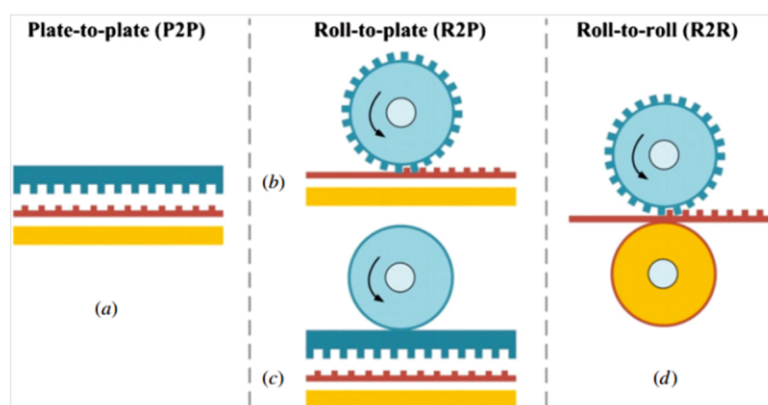 Plate-to-plate (P2P)
Roll-to-plate (R2P)
Roll-to-roll (R2R)
(a)
(b)
(c)
(d)